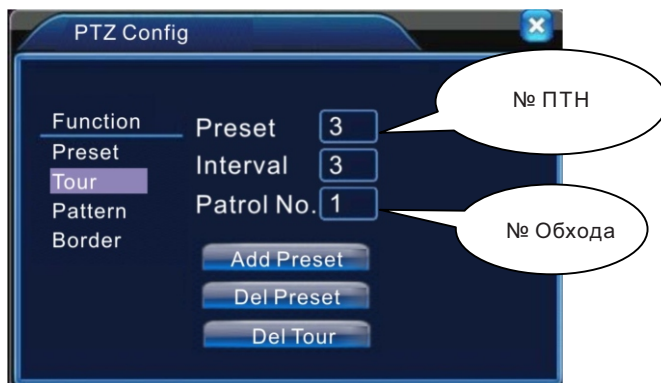 PTZ Config
Function
Preset
Tour
Pattern
Border
Preset 3
Interval 3
Patrol No. 1
Add Preset
Del Preset
Del Tour
№ ПТН
№ Обхода